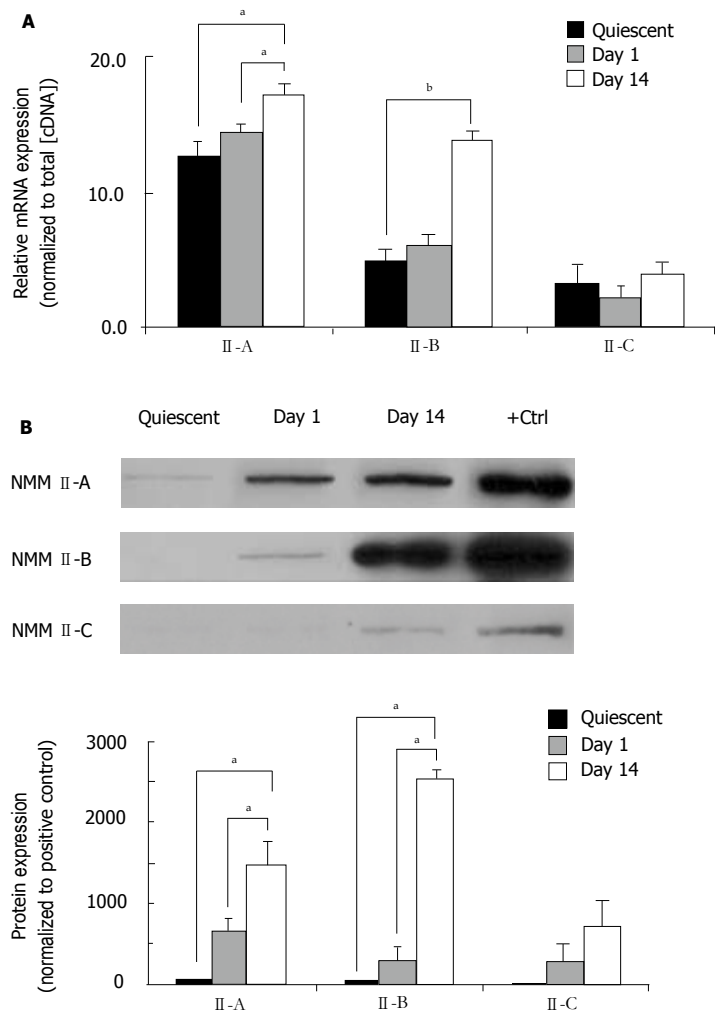 A
Quiescent
Day 1
Day 14
a
a
b
20.0
10.0
0.0
Relative mRNA expression
(normalized to total [cDNA])
Ⅱ-A
Ⅱ-B
Ⅱ-C
B
Quiescent Day 1 Day 14 +Ctrl
NMM Ⅱ-A
NMM Ⅱ-B
NMM Ⅱ-C
Quiescent
Day 1
Day 14
a
a
a
a
3000
2000
1000
0
Protein expression
(normalized to positive control)
Ⅱ-A
Ⅱ-B
Ⅱ-C